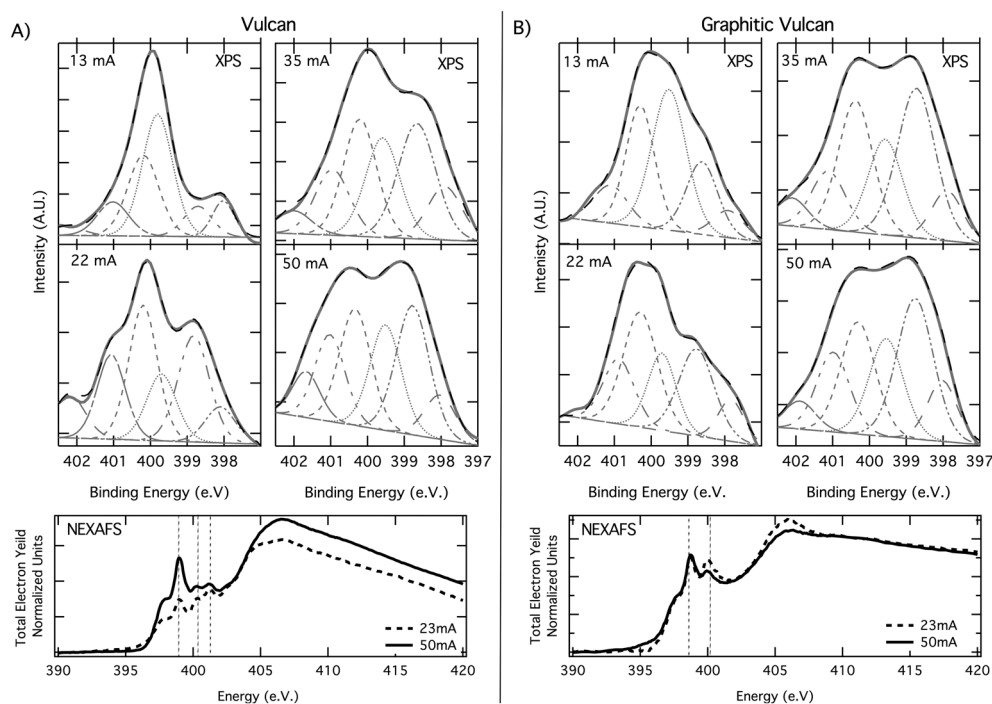 A)
Vulcan
13 mA
XPS
35 mA
XPS
22 mA
50 mA
Intensity (A.U.)
402 401 400 399 398
402 401 400 399 398 397
Binding Energy (e.V)
Binding Energy (e.V.)
NEXAFS
Total Electron Yeild
Normalized Units
23mA
50mA
390 395 400 405 410 415 420
Energy (e.V.)
B)
Graphitic Vulcan
13 mA
XPS
35 mA
XPS
22 mA
50 mA
Intenisty (A.U.)
402 401 400 399 398
402 401 400 399 398 397
Binding Energy (e.V.
Binding Energy (e.V.)
NEXAFS
Total Electron Yeild
Normalized Units
23mA
50mA
390 395 400 405 410 415 420
Energy (e.V.)